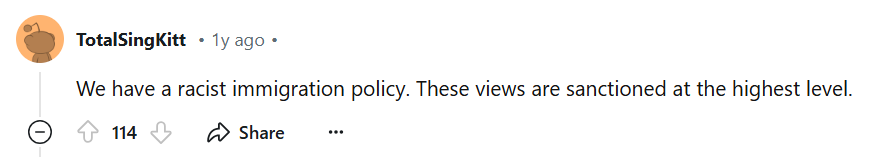 TotalSingKitt • 1y ago •
We have a racist immigration policy. These views are sanctioned at the highest level.
114 Share ...